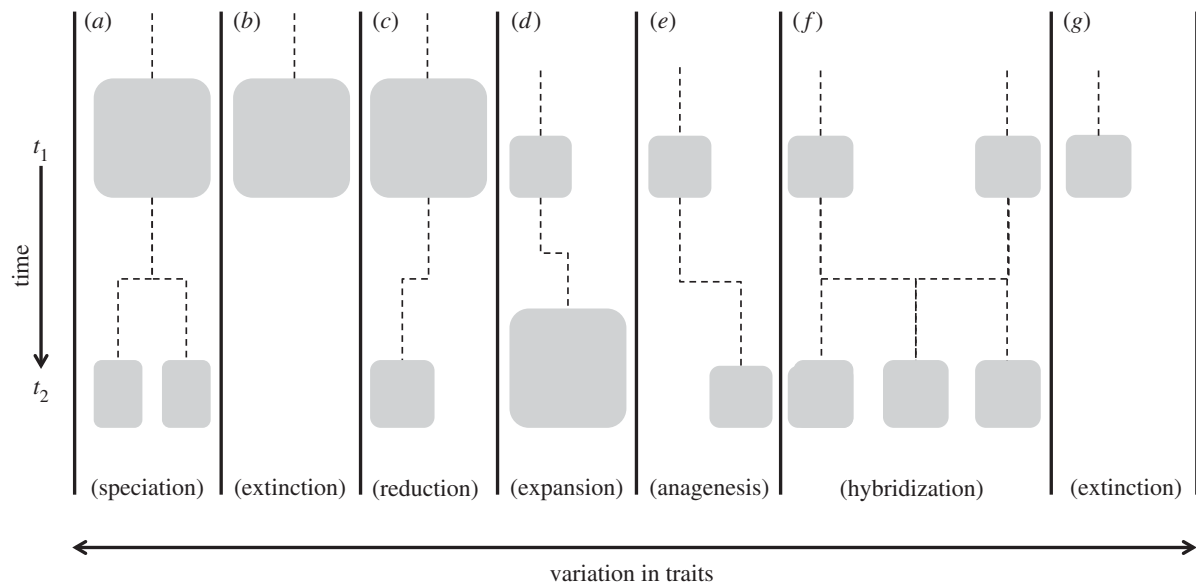 (a) (b) (c) (d) (e) (f) (g)
t1
time
t2
(speciation) (extinction) (reduction) (expansion) (anagenesis) (hybridization) (extinction)
variation in traits